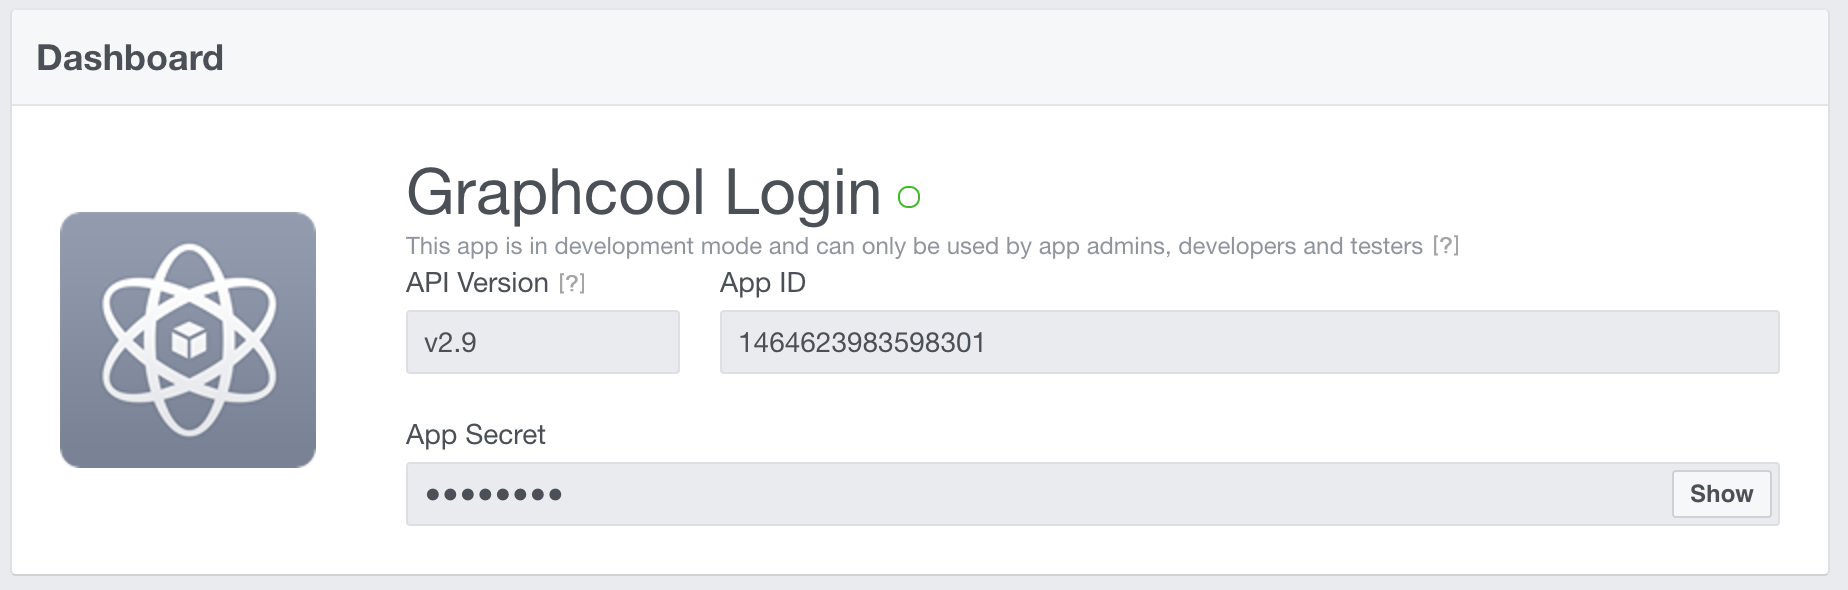 Dashboard
Graphcool Login
This app is in development mode and can only be used by app admins, developers and testers [?]
API Version [?]
App ID
v2.9
1464623983598301
App Secret
••••••••
Show